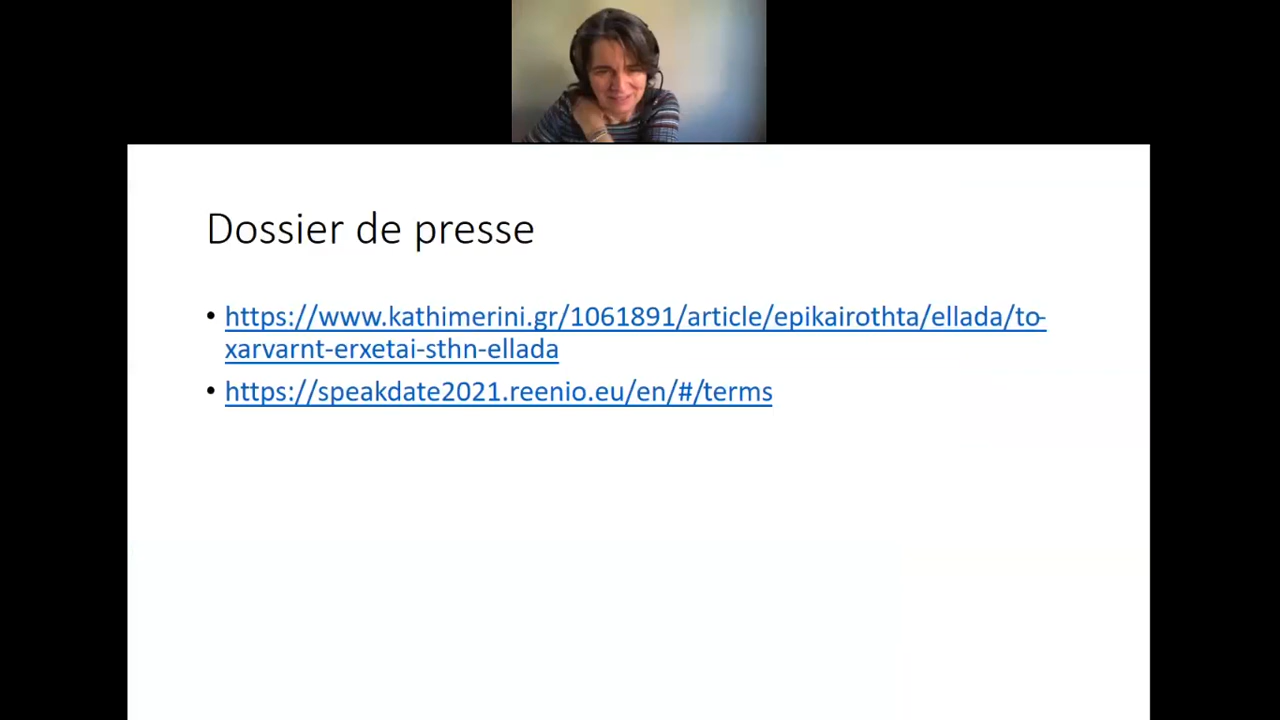 Dossier de presse
• https://www.kathimerini.gr/1061891/article/epikairothta/ellada/to-
xarvarnt-erxetai-sthn-ellada
• https://speakdate2021.reenio.eu/en/#/terms